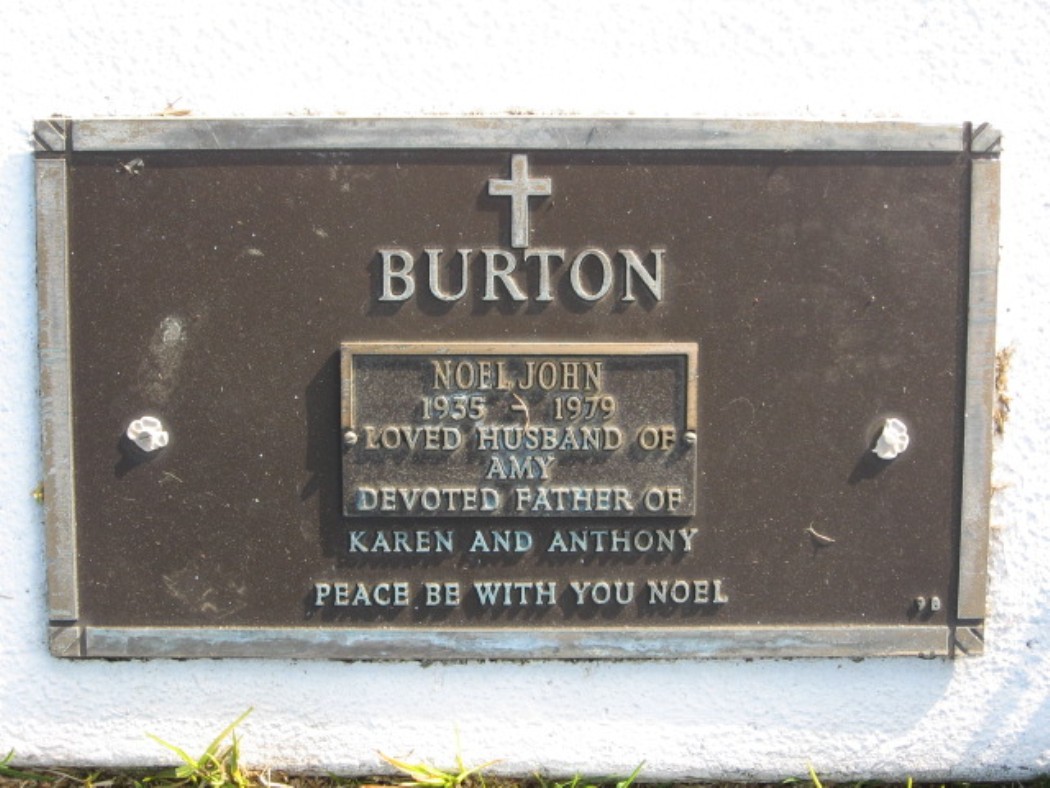 BURTON
NOEL JOHN
1935 - 1979
LOVED HUSBAND OF
AMY
DEVOTED FATHER OF
KAREN AND ANTHONY
PEACE BE WITH YOU NOEL